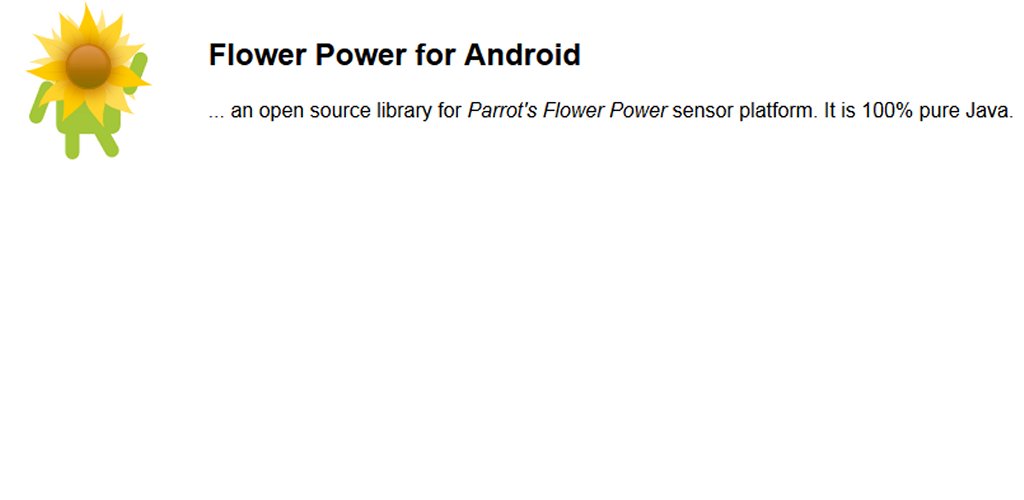 Flower Power for Android
... an open source library for Parrot's Flower Power sensor platform. It is 100% pure Java.